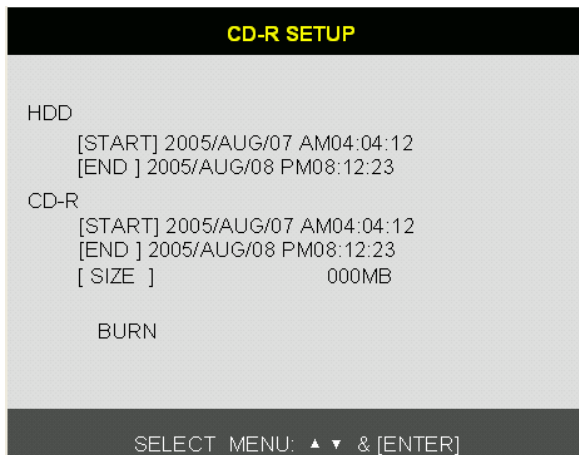 CD-R SETUP
HDD
[START] 2005/AUG/07 AM04:04:12
[END ] 2005/AUG/08 PM08:12:23
CD-R
[START] 2005/AUG/07 AM04:04:12
[END ] 2005/AUG/08 PM08:12:23
[ SIZE ] 000MB
BURN
SELECT MENU: ▲ ▼ & [ENTER]